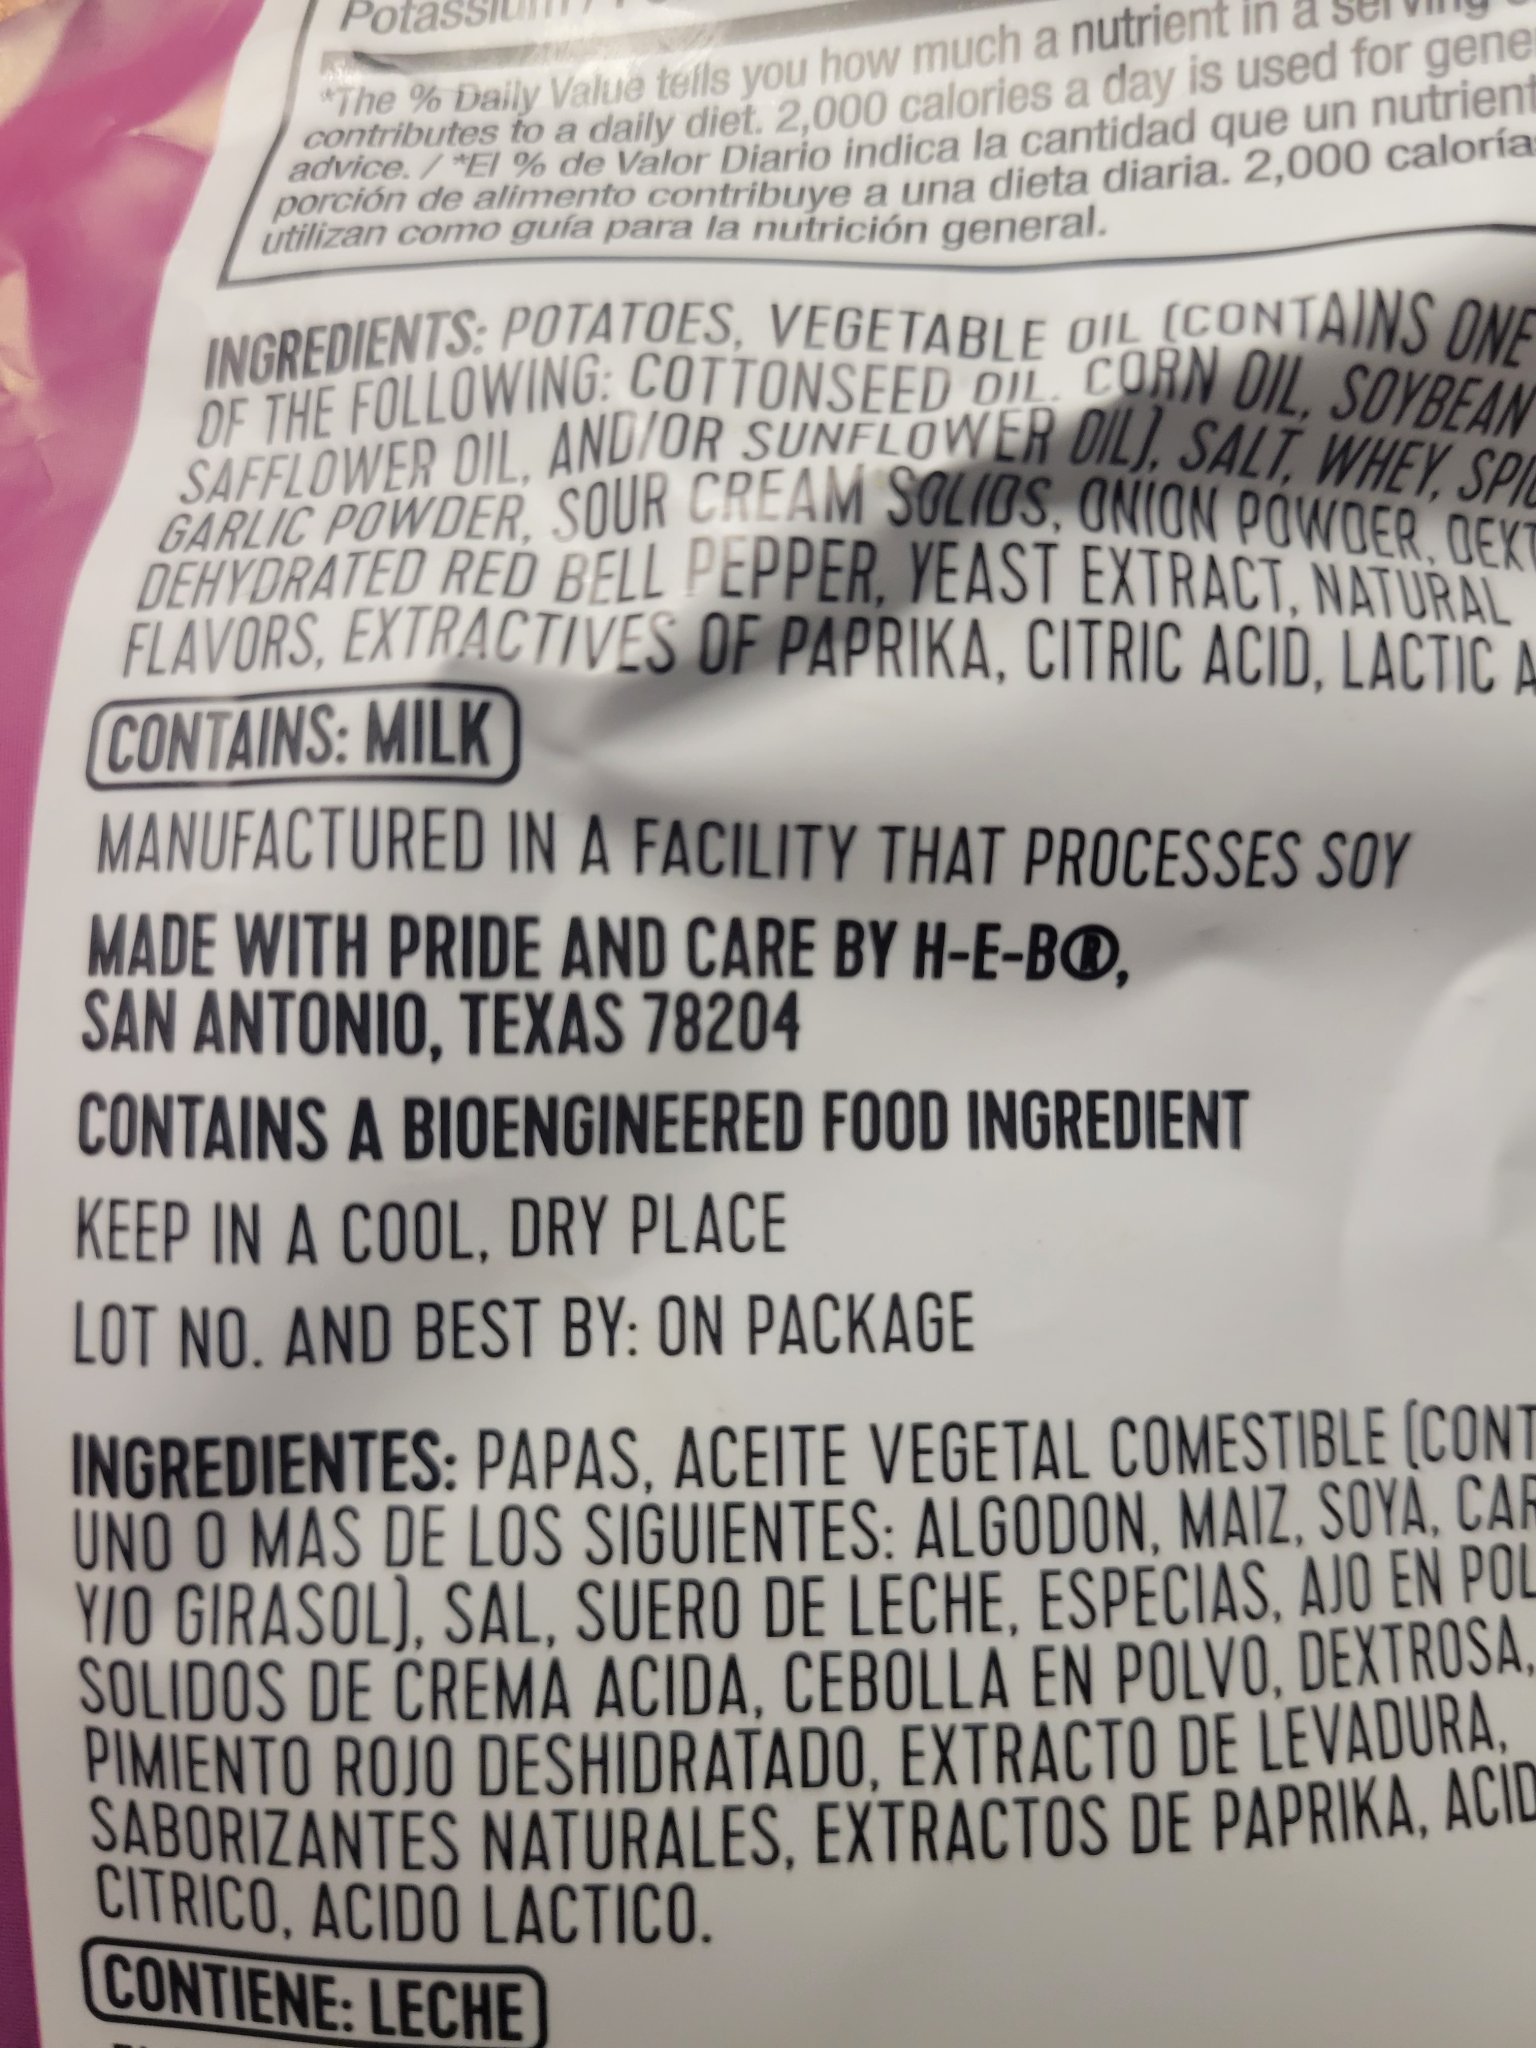 *The % Daily Value tells you how much a nutrient in a serving
contributes to a daily diet. 2,000 calories a day is used for
advice. / *El % de Valor Diario indica la cantidad que un
porción de alimento contribuye a una dieta diaria. 2,000
utilizan como guía para la nutrición general.
INGREDIENTS: POTATOES, VEGETABLE OIL (CONTAINS ONE
OF THE FOLLOWING: COTTONSEED OIL, CORN OIL, SOYBEAN
SAFFLOWER OIL, AND/OR SUNFLOWER OIL), SALT, WHEY,
GARLIC POWDER, SOUR CREAM SOLIDS, ONION POWDER,
DEHYDRATED RED BELL PEPPER, YEAST EXTRACT, NATURAL
FLAVORS, EXTRACTIVES OF PAPRIKA, CITRIC ACID, LACTIC
CONTAINS: MILK
MANUFACTURED IN A FACILITY THAT PROCESSES SOY
MADE WITH PRIDE AND CARE BY H-E-B®,
SAN ANTONIO, TEXAS 78204
CONTAINS A BIOENGINEERED FOOD INGREDIENT
KEEP IN A COOL, DRY PLACE
LOT NO. AND BEST BY: ON PACKAGE
INGREDIENTES: PAPAS, ACEITE VEGETAL COMESTIBLE
UNO O MAS DE LOS SIGUIENTES: ALGODON, MAIZ, SOYA,
Y/O GIRASOL), SAL, SUERO DE LECHE, ESPECIAS, AJO EN
SOLIDOS DE CREMA ACIDA, CEBOLLA EN POLVO, DEXTROSA,
PIMIENTO ROJO DESHIDRATADO, EXTRACTO DE LEVADURA,
SABORIZANTES NATURALES, EXTRACTOS DE PAPRIKA,
CITRICO, ACIDO LACTICO.
CONTIENE: LECHE